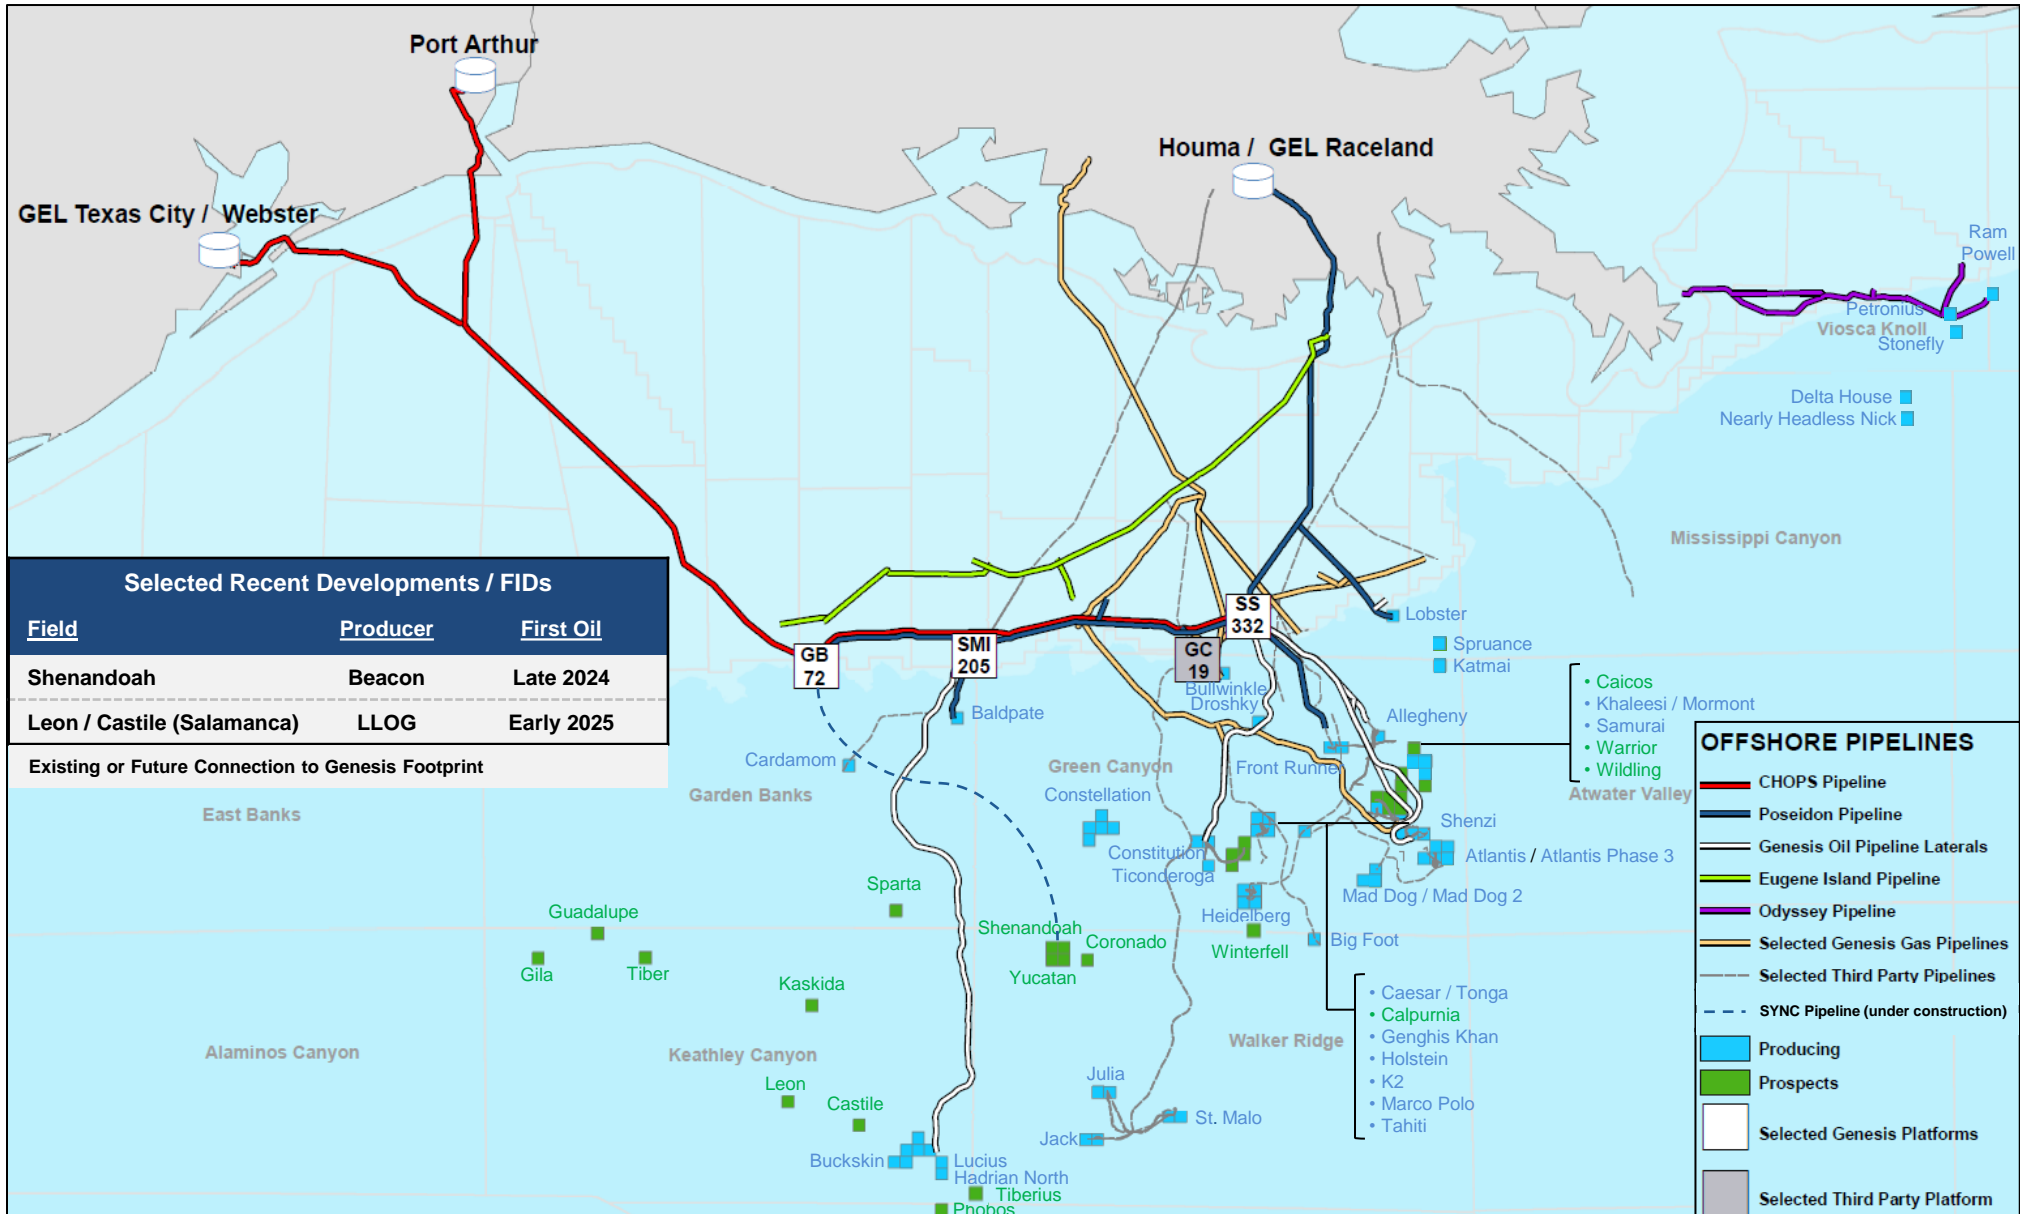 Port Arthur
Houma / GEL Raceland
GEL Texas City / Webster
Ram
Powell
Petronius
Viosca Knoll
Stonefly
Delta House
Nearly Headless Nick
Mississippi Canyon
Selected Recent Developments / FIDs
Field Producer First Oil
Shenandoah Beacon Late 2024
Leon / Castile (Salamanca) LLOG Early 2025
Existing or Future Connection to Genesis Footprint
GB
72
SMI
205
GC
19
SS
332
Lobster
Spruance
Katmai
Bullwinkle
Droshky
Baldpate
Cardamom
Allegheny
Front Runner
Green Canyon
Garden Banks
East Banks
Atwater Valley
• Caicos
• Khaleesi / Mormont
• Samurai
• Warrior
• Wildling
Constellation
Constitution
Ticonderoga
Shenzi
Atlantis / Atlantis Phase 3
Mad Dog / Mad Dog 2
Heidelberg
Winterfell
Big Foot
Sparta
Guadalupe
Gila
Tiber
Shenandoah
Coronado
Yucatan
Kaskida
Alaminos Canyon
Keathley Canyon
Walker Ridge
Leon
Castile
Julia
Jack
St. Malo
Buckskin
Lucius
Hadrian North
Tiberius
Phobos
• Caesar / Tonga
• Calpurnia
• Genghis Khan
• Holstein
• K2
• Marco Polo
• Tahiti
OFFSHORE PIPELINES
CHOPS Pipeline
Poseidon Pipeline
Genesis Oil Pipeline Laterals
Eugene Island Pipeline
Odyssey Pipeline
Selected Genesis Gas Pipelines
Selected Third Party Pipelines
SYNC Pipeline (under construction)
Producing
Prospects
Selected Genesis Platforms
Selected Third Party Platform